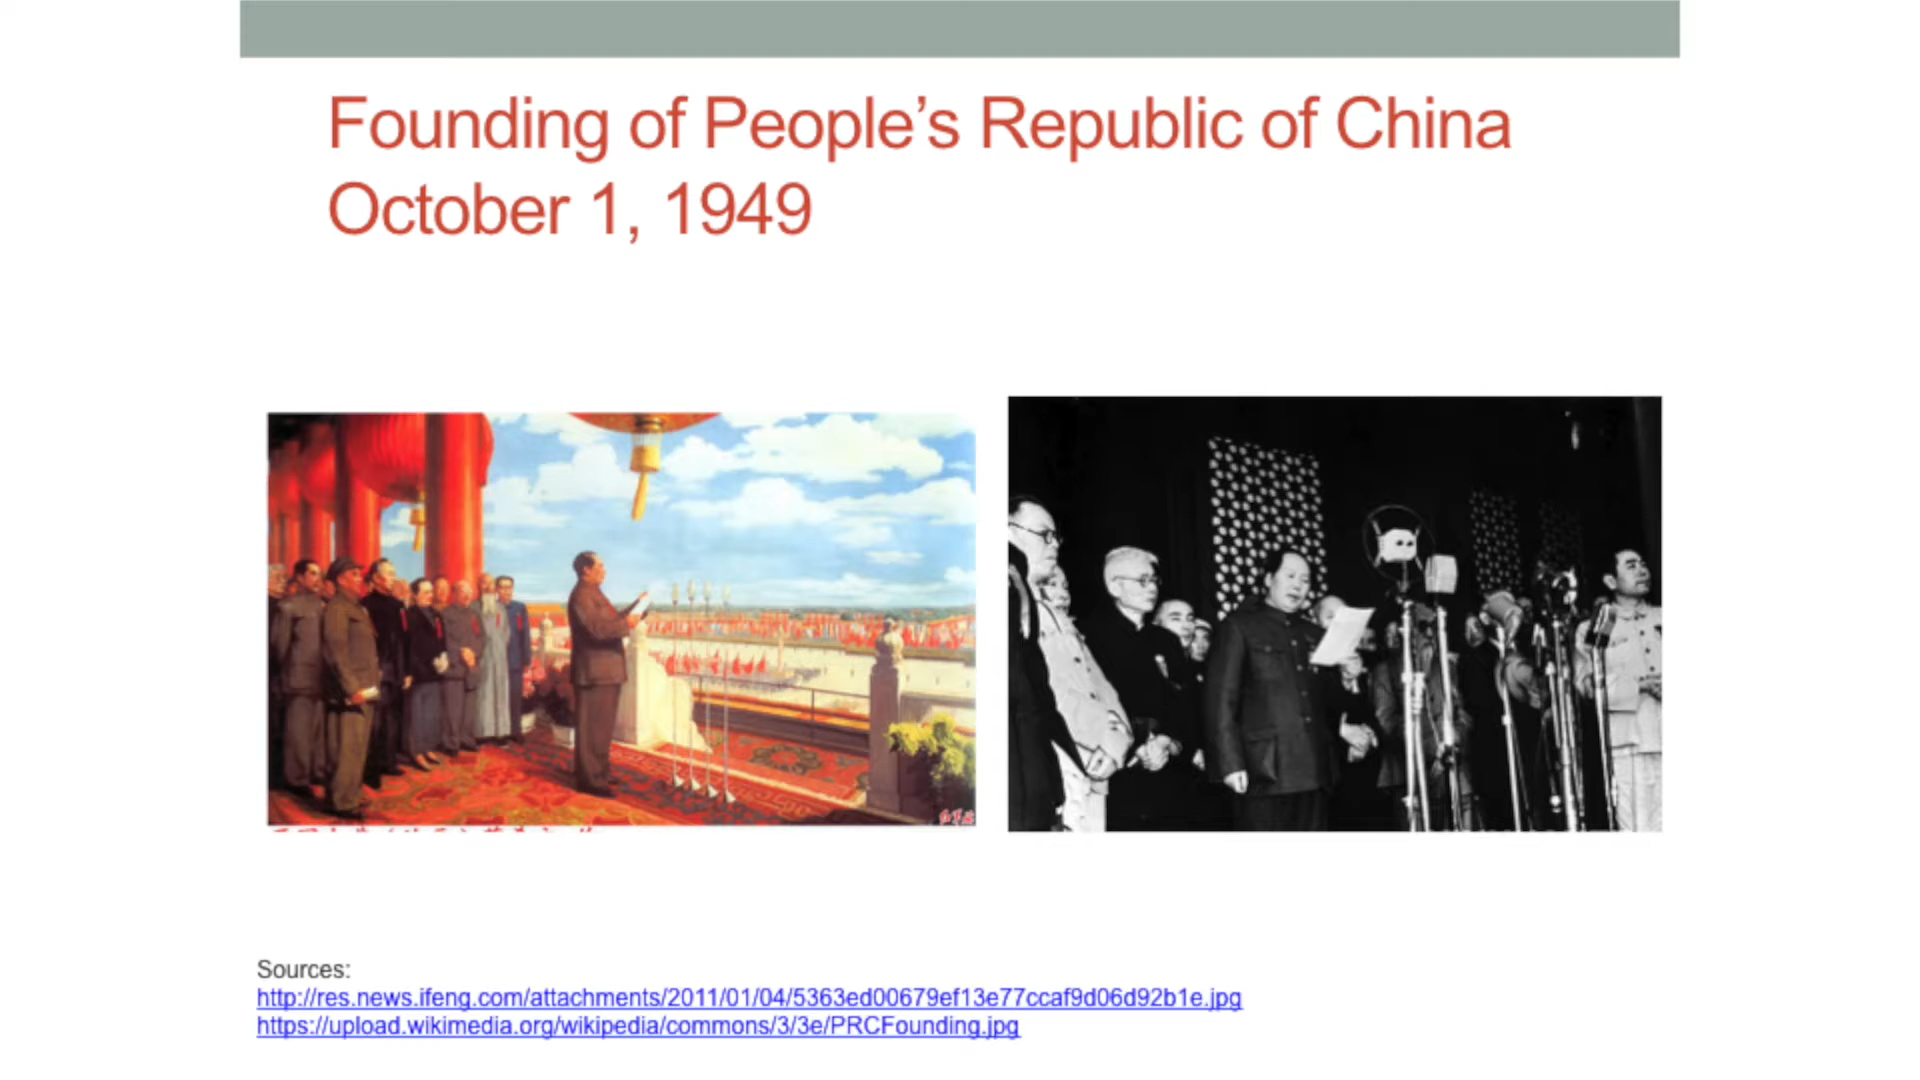 Founding of People’s Republic of China
October 1, 1949
Sources:
http://res.news.ifeng.com/attachments/2011/01/04/5363ed00679ef13e77ccaf9d06d92b1e.jpg
https://upload.wikimedia.org/wikipedia/commons/3/3e/PRCFounding.jpg